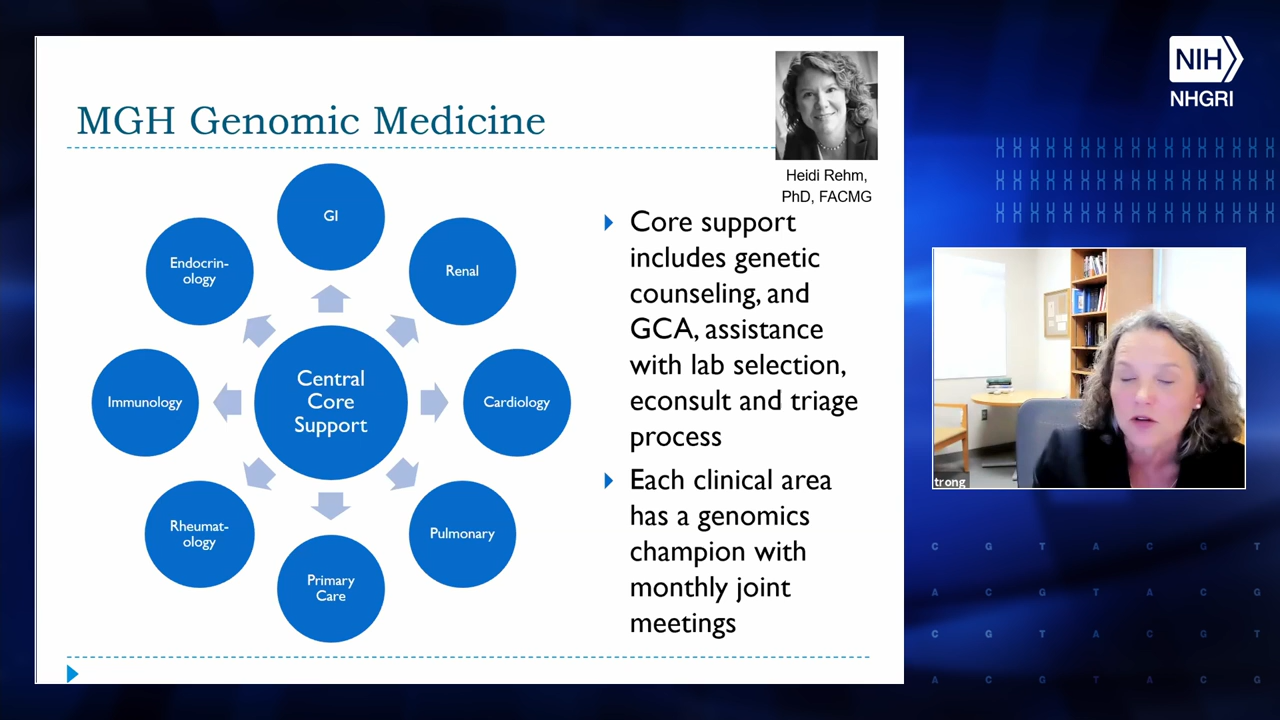 NIH
NHGRI
MGH Genomic Medicine
Heidi Rehm,
PhD, FACMG
GI
Endocrin-
ology
Renal
Central
Core
Support
Immunology
Cardiology
Rheumat-
ology
Pulmonary
Primary
Care
Core support
includes genetic
counseling, and
GCA, assistance
with lab selection,
econsult and triage
process
Each clinical area
has a genomics
champion with
monthly joint
meetings
trong
C G T A C G T
A C G T A C G
C G T A C G T
A C G T A C G